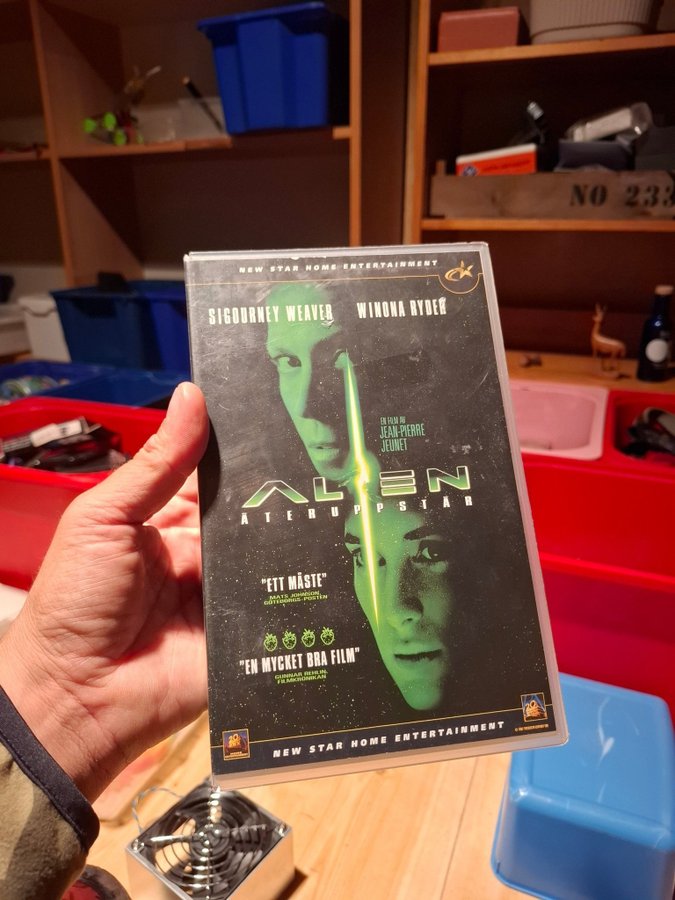 NO 233
NEW STAR HOME ENTERTAINMENT
SIGOURNEY WEAVER WINONA RYDER
EN FILM AV
JEAN-PIERRE
JEUNET
ALIEN
ÅTERUPPSTÅR
"ETT MÅSTE"
MATS JOHNSON,
GÖTEBORGS-POSTEN
"EN MYCKET BRA FILM"
GUNNAR REHLIN,
FILMKRÖNIKAN
NEW STAR HOME ENTERTAINMENT